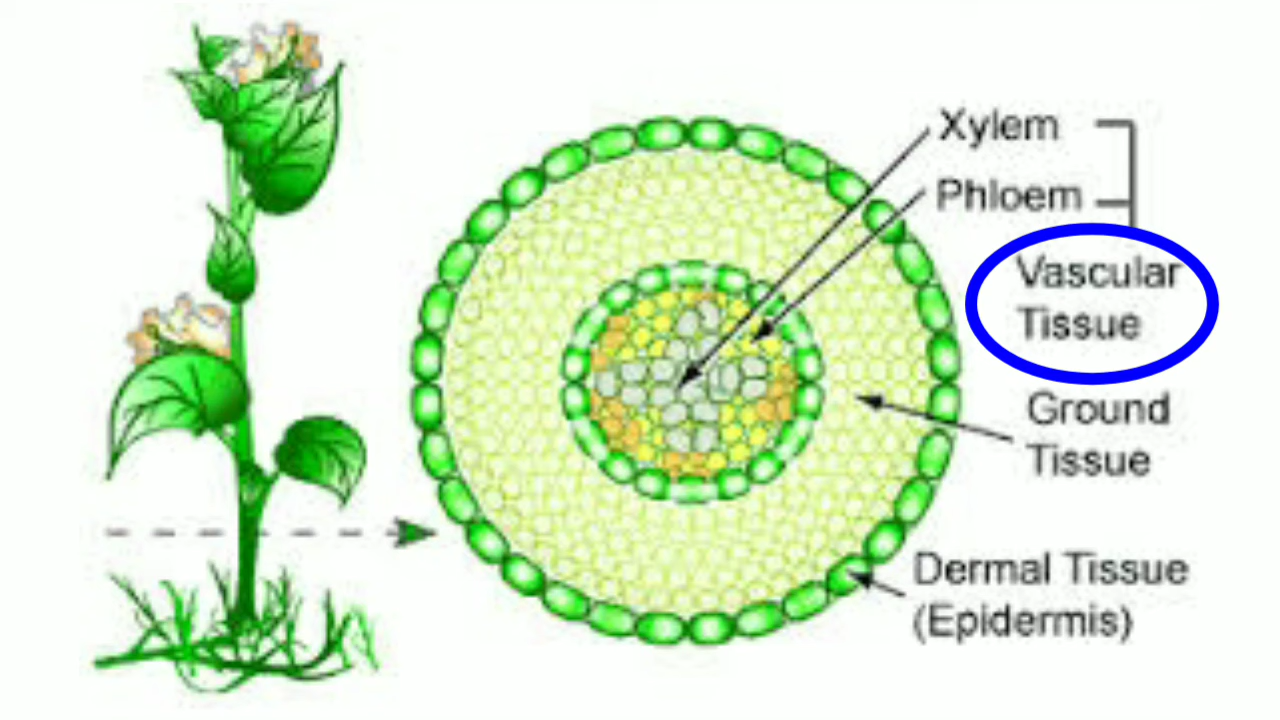 Xylem
Phloem
Vascular
Tissue
Ground
Tissue
Dermal Tissue
(Epidermis)